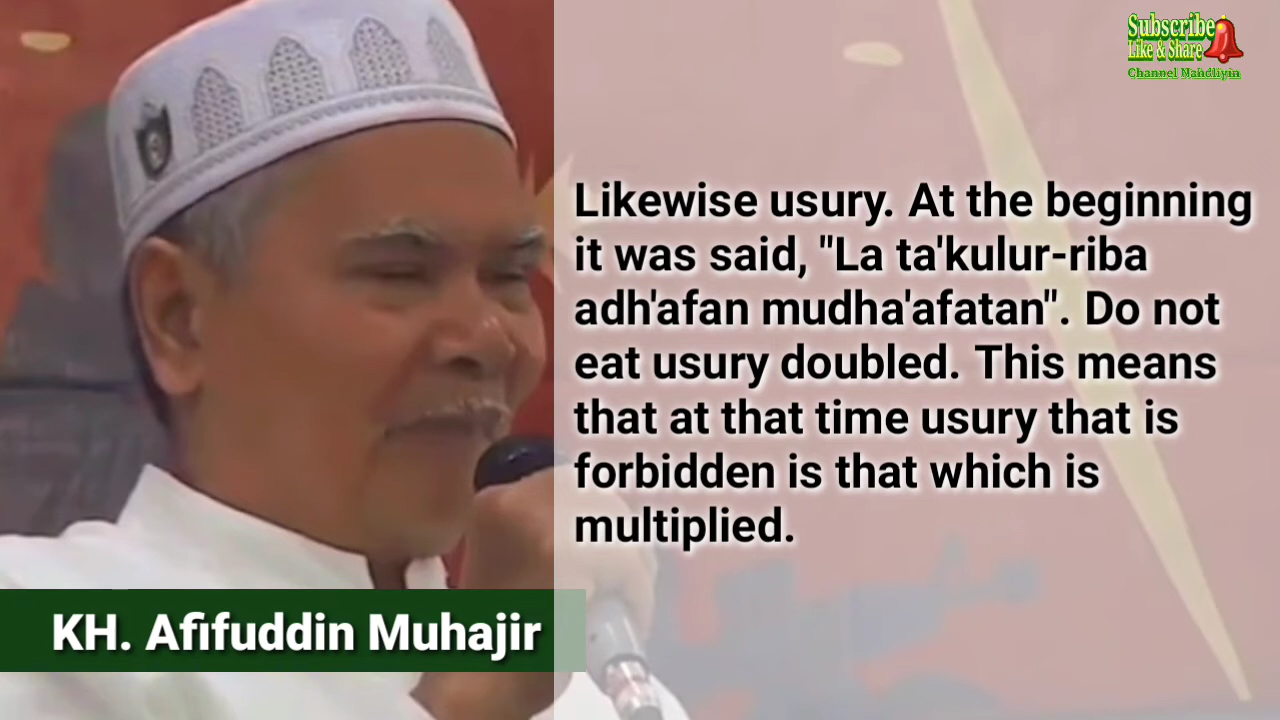 Subscribe
Like & Share
Channel Nahdliyin
Likewise usury. At the beginning
it was said, "La ta'kulur-riba
adh'afan mudha'afatan". Do not
eat usury doubled. This means
that at that time usury that is
forbidden is that which is
multiplied.
KH. Afifuddin Muhajir